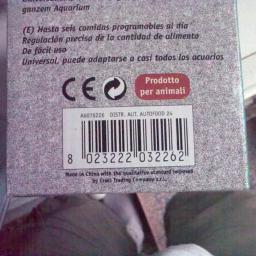 ganzem Aquarium
(E) Hasta seis comidas programables al día
Regulación precisa de la cantidad de alimento
De fácil uso
Universal, puede adaptarse a casi todos los acuarios
CE
Prodotto
per animali
A6076226 DISTR. AUT. AUTOFOOD 24
8 023222 032262
Made in China with the qualitative standard imposed
by Croci Trading Company s.r.l.